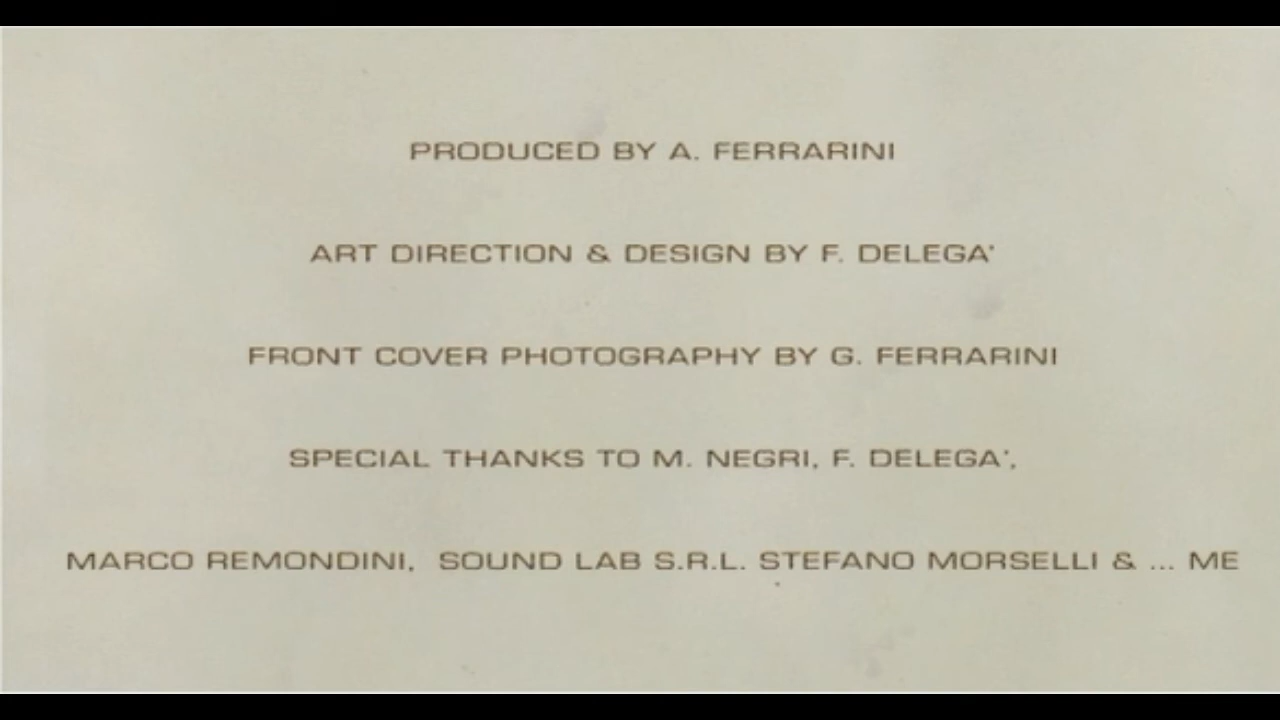 PRODUCED BY A. FERRARINI
ART DIRECTION & DESIGN BY F. DELEGA'
FRONT COVER PHOTOGRAPHY BY G. FERRARINI
SPECIAL THANKS TO M. NEGRI, F. DELEGA',
MARCO REMONDINI, SOUND LAB S.R.L. STEFANO MORSELLI & ... ME